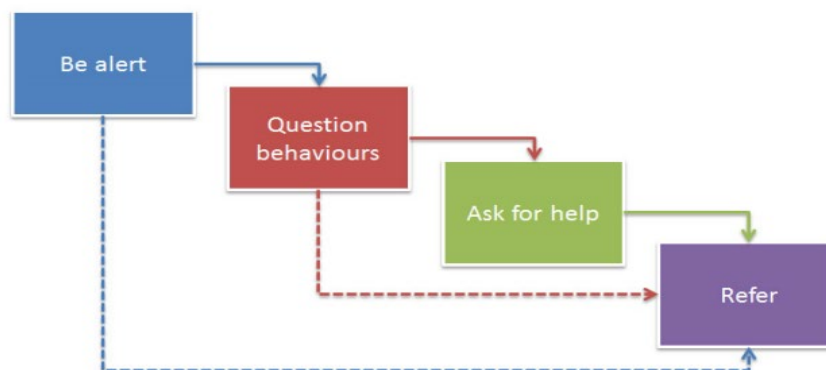 Be alert
Question
behaviours
Ask for help
Refer